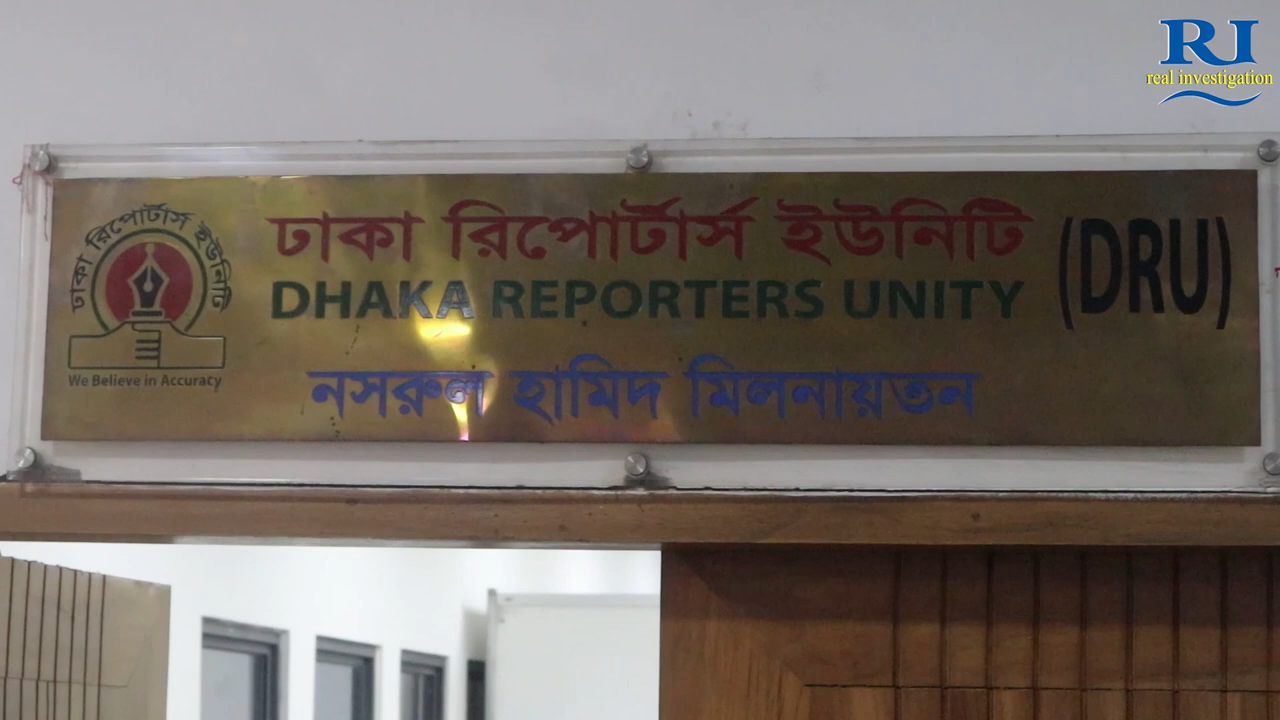 RI
real investigation
ঢাকা রিপোর্টার্স ইউনিটি
We Believe in Accuracy
ঢাকা রিপোর্টার্স ইউনিটি
DHAKA REPORTERS UNITY
(DRU)
নসরুল হামিদ মিলনায়তন